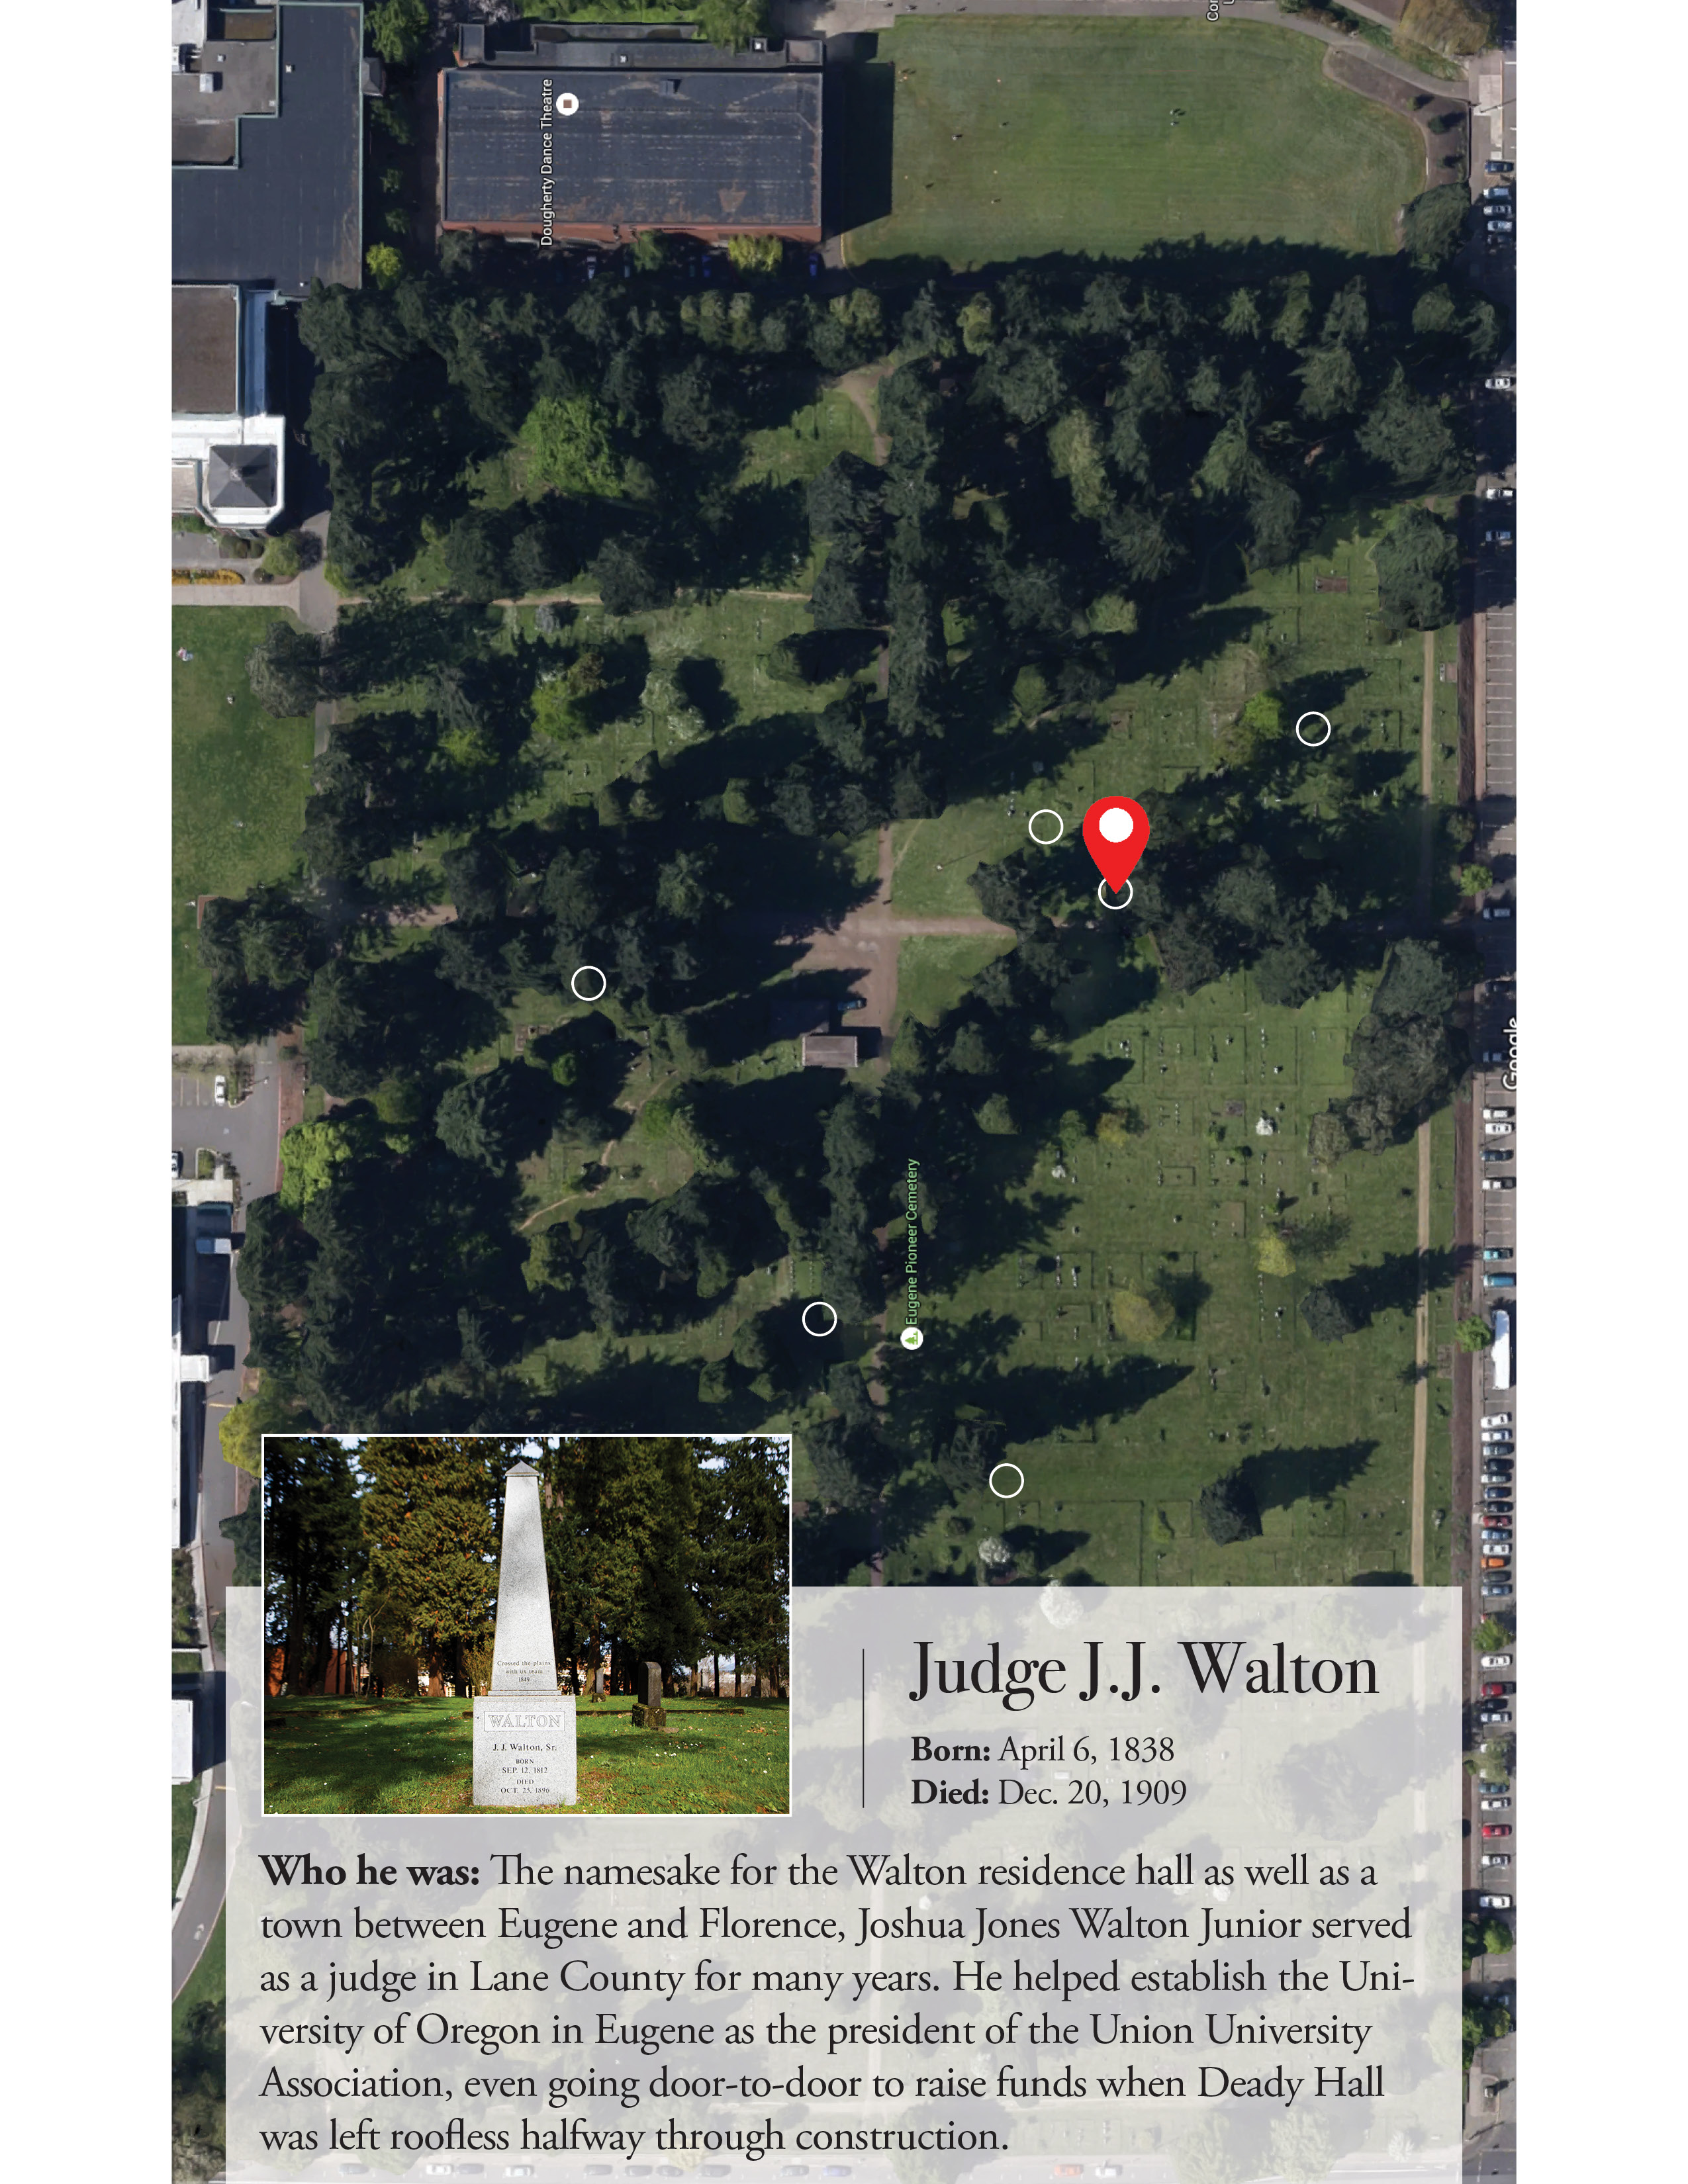 Co
Dougherty Dance Theatre
Google
Eugene Pioneer Cemetery
Crossed the plains
with ox team
1849
WALTON
J. J. Walton, Sr.
BORN
SEP. 12, 1812
DIED
OCT. 25, 1896
Judge J.J. Walton
Born: April 6, 1838
Died: Dec. 20, 1909
Who he was: The namesake for the Walton residence hall as well as a
town between Eugene and Florence, Joshua Jones Walton Junior served
as a judge in Lane County for many years. He helped establish the Uni-
versity of Oregon in Eugene as the president of the Union University
Association, even going door-to-door to raise funds when Deady Hall
was left roofless halfway through construction.